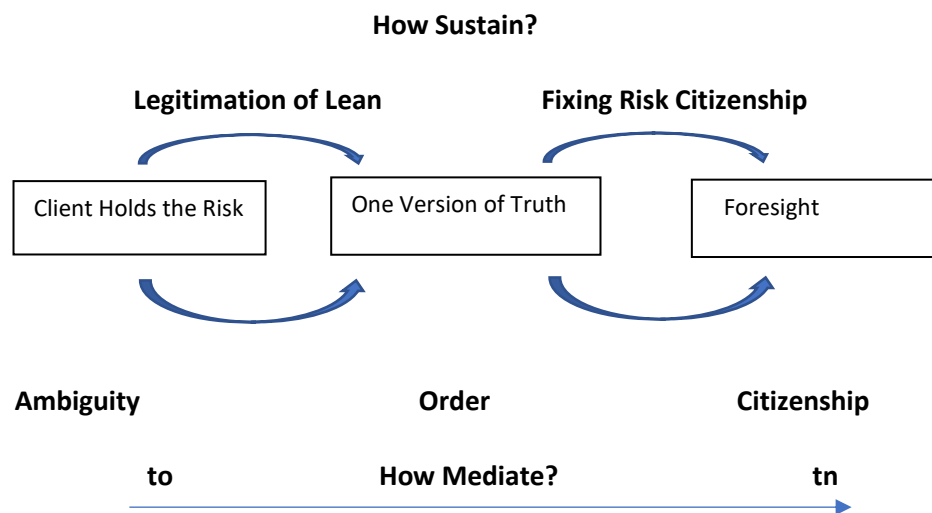 How Sustain?
Legitimation of Lean Fixing Risk Citizenship
Client Holds the Risk One Version of Truth Foresight
Ambiguity Order Citizenship
to How Mediate? tn